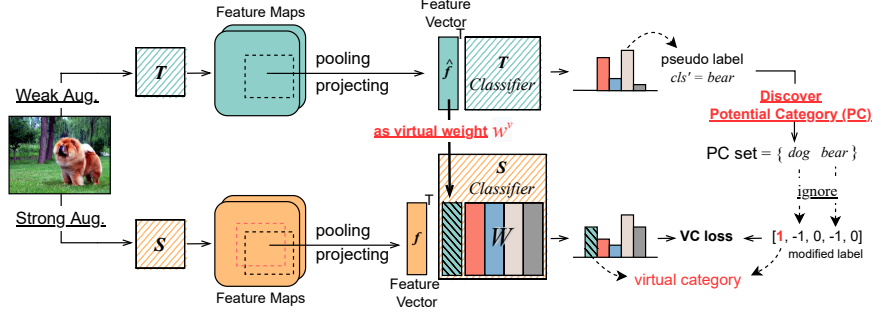 Feature Maps
Feature
Vector
T
pooling
projecting
T
f̂
T
Classifier
pseudo label
cls' = bear
Weak Aug.
Discover
Potential Category (PC)
as virtual weight w^v
PC set = { dog bear }
S
Classifier
ignore
Strong Aug.
S
pooling
projecting
T
f
W
VC loss
[1, -1, 0, -1, 0]
modified label
Feature Maps
Feature
Vector
virtual category